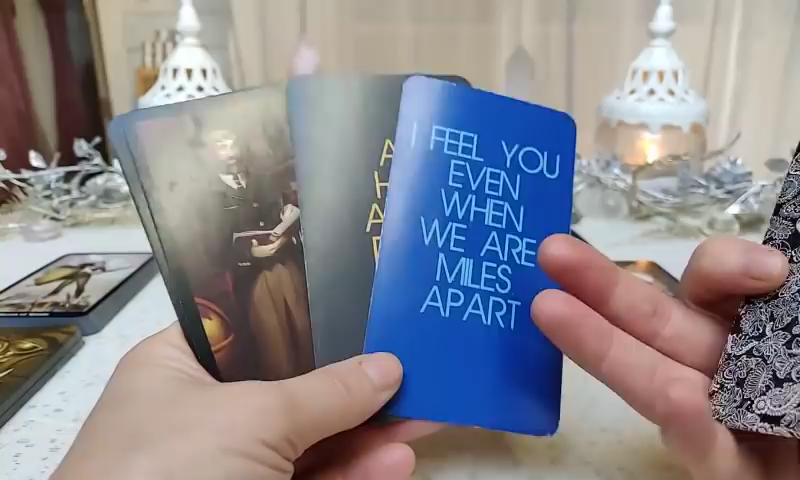 I FEEL YOU
EVEN
WHEN
WE ARE
MILES
APART